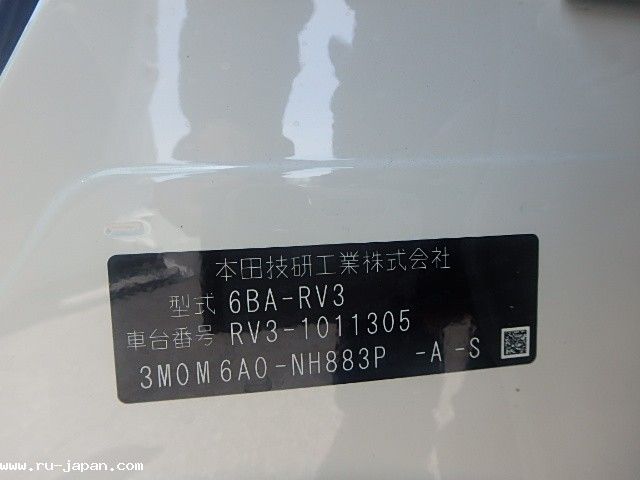 本田技研工業株式会社
型式 6BA-RV3
車台番号 RV3-1011305
3M0M6A0-NH883P -A-S
www.ru-japan.com